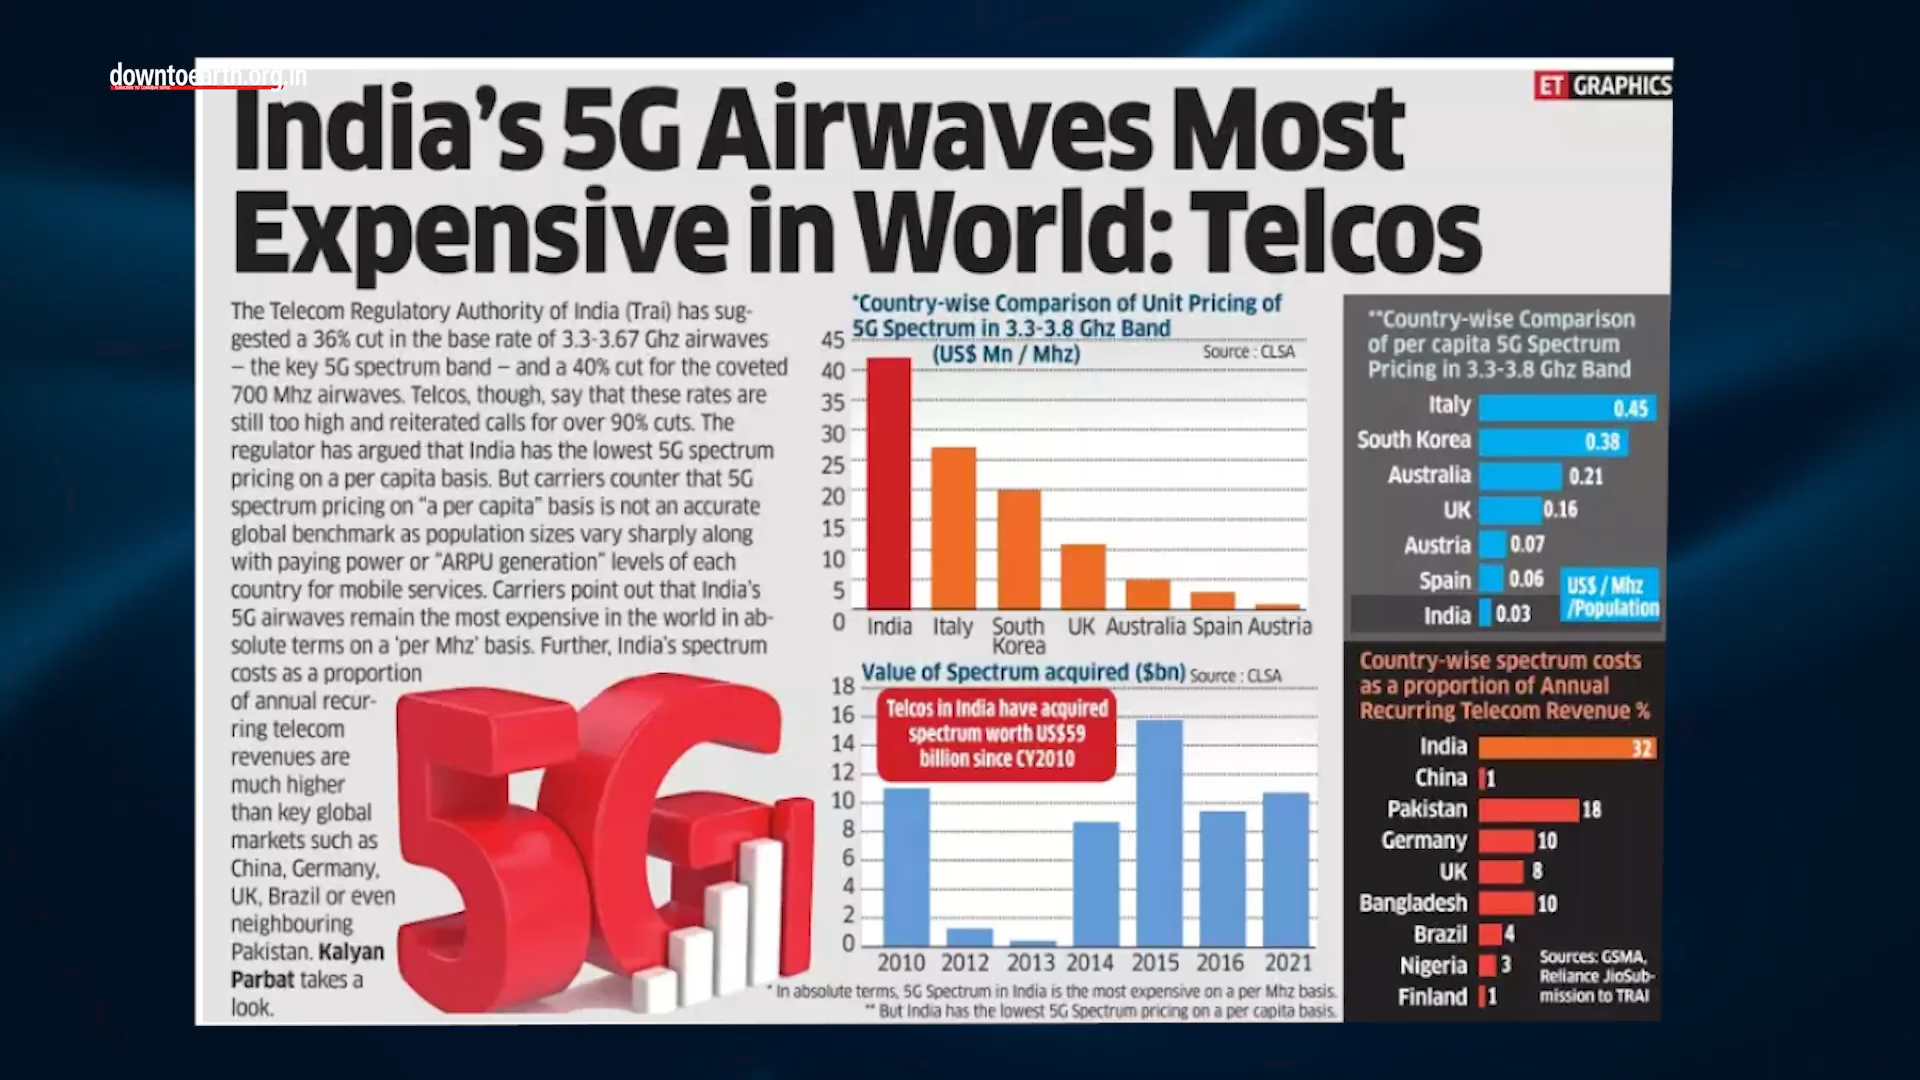 downtoearth.org.in
ET GRAPHICS
India's 5G Airwaves Most
Expensive in World: Telcos
The Telecom Regulatory Authority of India (Trai) has sug-
gested a 36% cut in the base rate of 3.3-3.67 Ghz airwaves
– the key 5G spectrum band – and a 40% cut for the coveted
700 Mhz airwaves. Telcos, though, say that these rates are
still too high and reiterated calls for over 90% cuts. The
regulator has argued that India has the lowest 5G spectrum
pricing on a per capita basis. But carriers counter that 5G
spectrum pricing on "a per capita" basis is not an accurate
global benchmark as population sizes vary sharply along
with paying power or "ARPU generation" levels of each
country for mobile services. Carriers point out that India's
5G airwaves remain the most expensive in the world in ab-
solute terms on a 'per Mhz' basis. Further, India's spectrum
costs as a proportion
of annual recur-
ring telecom
revenues are
much higher
than key global
markets such as
China, Germany,
UK, Brazil or even
neighbouring
Pakistan. Kalyan
Parbat takes a
look.
5G
*Country-wise Comparison of Unit Pricing of
5G Spectrum in 3.3-3.8 Ghz Band
(US$ Mn / Mhz)
Source : CLSA
45
40
35
30
25
20
15
10
5
0
India Italy South UK Australia Spain Austria
Korea
Value of Spectrum acquired ($bn) Source : CLSA
Telcos in India have acquired
spectrum worth US$59
billion since CY2010
18
16
14
12
10
8
6
4
2
0
2010 2012 2013 2014 2015 2016 2021
* In absolute terms, 5G Spectrum in India is the most expensive on a per Mhz basis.
** But India has the lowest 5G Spectrum pricing on a per capita basis.
**Country-wise Comparison
of per capita 5G Spectrum
Pricing in 3.3-3.8 Ghz Band
Italy 0.45
South Korea 0.38
Australia 0.21
UK 0.16
Austria 0.07
Spain 0.06
India 0.03
US$ / Mhz
/Population
Country-wise spectrum costs
as a proportion of Annual
Recurring Telecom Revenue %
India 32
China 1
Pakistan 18
Germany 10
UK 8
Bangladesh 10
Brazil 4
Nigeria 3
Finland 1
Sources: GSMA,
Reliance JioSub-
mission to TRAI